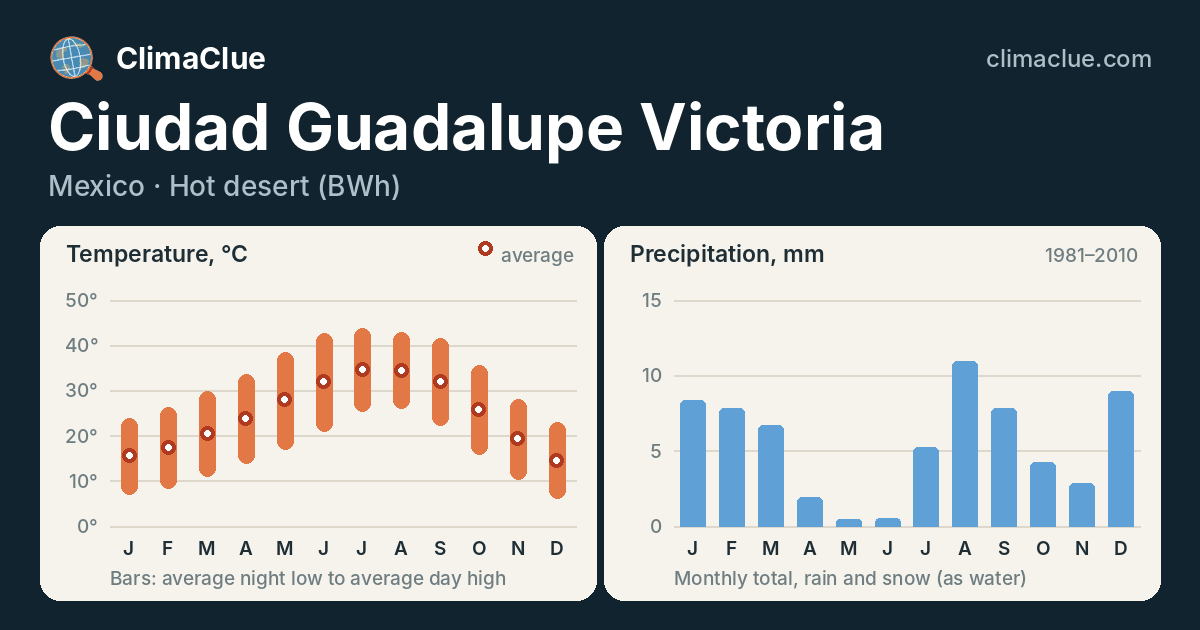 ClimaClue
climaclue.com
Ciudad Guadalupe Victoria
Mexico · Hot desert (BWh)
Temperature, °C
average
50°
40°
30°
20°
10°
0°
J F M A M J J A S O N D
Bars: average night low to average day high
Precipitation, mm
1981–2010
15
10
5
0
J F M A M J J A S O N D
Monthly total, rain and snow (as water)